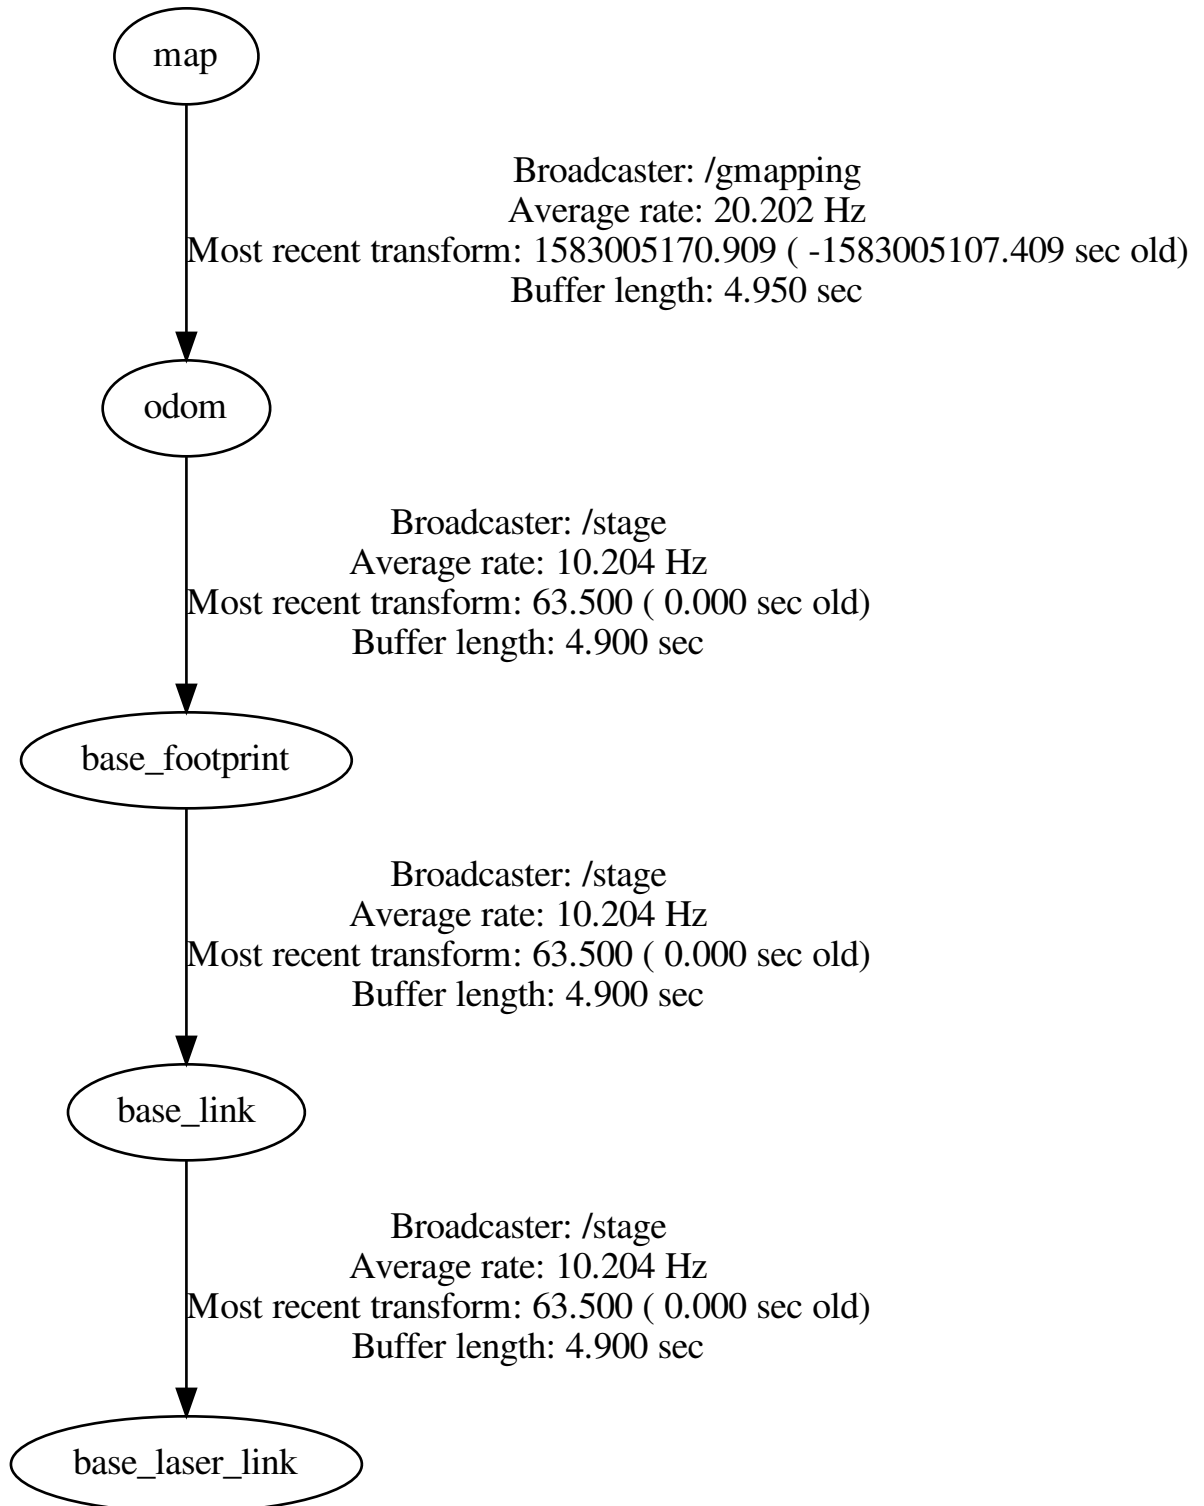 map
Broadcaster: /gmapping
Average rate: 20.202 Hz
Most recent transform: 1583005170.909 ( -1583005107.409 sec old)
Buffer length: 4.950 sec
odom
Broadcaster: /stage
Average rate: 10.204 Hz
Most recent transform: 63.500 ( 0.000 sec old)
Buffer length: 4.900 sec
base_footprint
Broadcaster: /stage
Average rate: 10.204 Hz
Most recent transform: 63.500 ( 0.000 sec old)
Buffer length: 4.900 sec
base_link
Broadcaster: /stage
Average rate: 10.204 Hz
Most recent transform: 63.500 ( 0.000 sec old)
Buffer length: 4.900 sec
base_laser_link